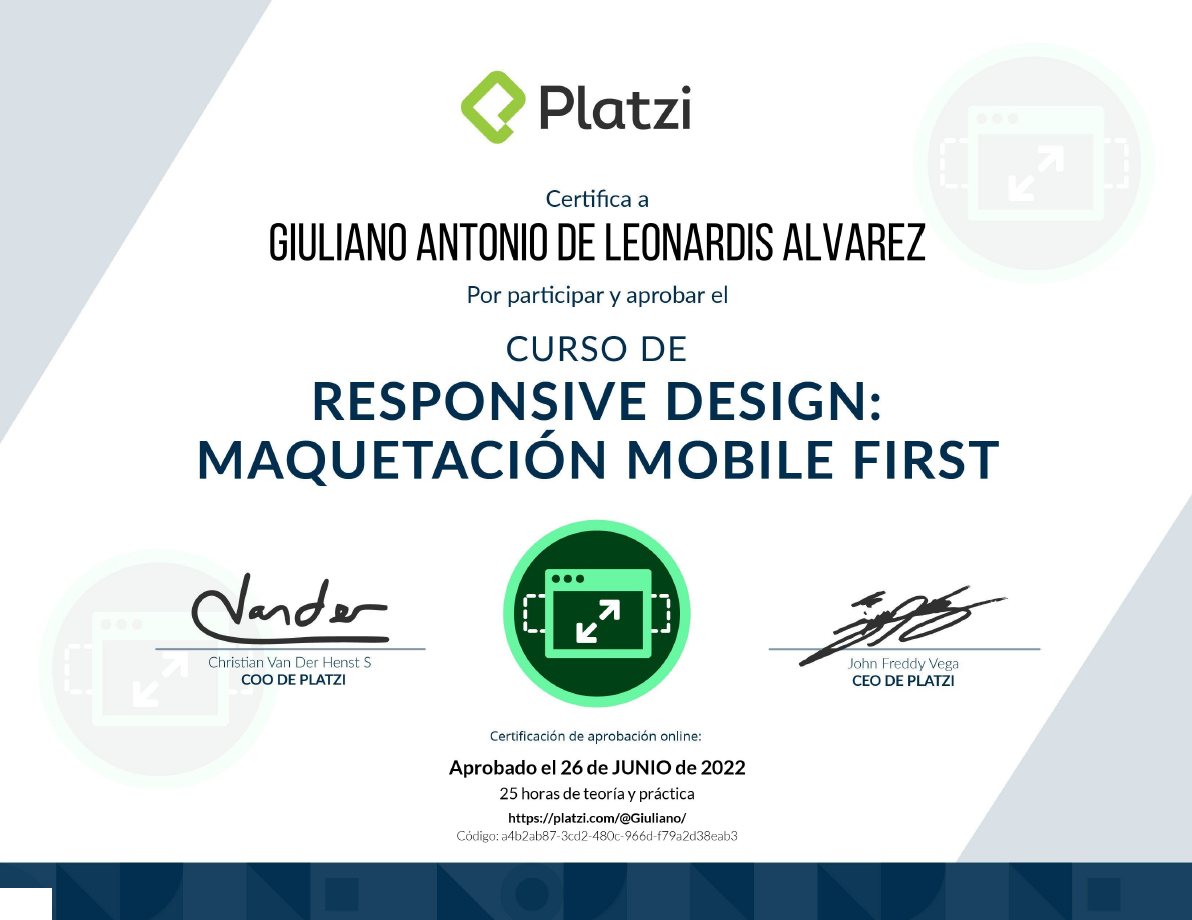 Platzi
Certifica a
GIULIANO ANTONIO DE LEONARDIS ALVAREZ
Por participar y aprobar el
CURSO DE
RESPONSIVE DESIGN:
MAQUETACIÓN MOBILE FIRST
Vander
Christian Van Der Henst S
COO DE PLATZI
John Freddy Vega
CEO DE PLATZI
Certificación de aprobación online:
Aprobado el 26 de JUNIO de 2022
25 horas de teoría y práctica
https://platzi.com/@Giuliano/
Código: a4b2ab87-3cd2-480c-966d-f79a2d38eab3